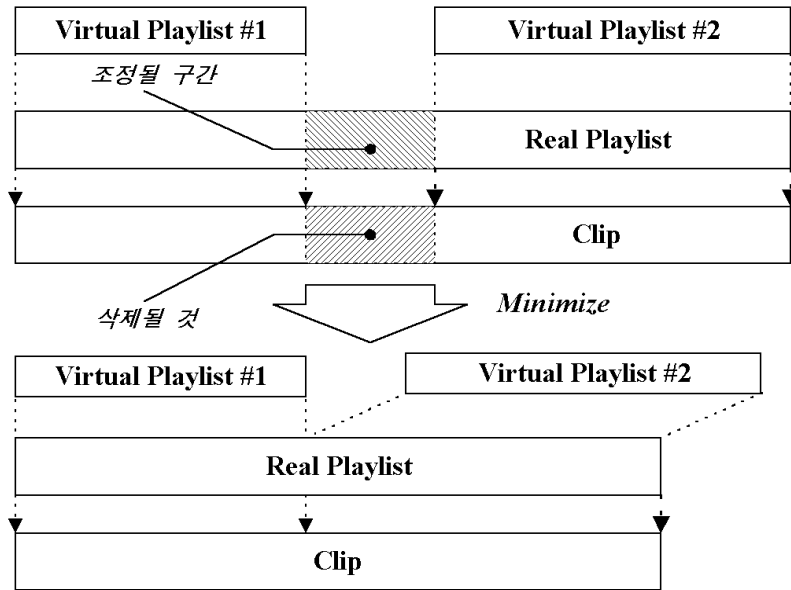 Virtual Playlist #1
Virtual Playlist #2
조정될 구간
Real Playlist
Clip
삭제될 것
Minimize
Virtual Playlist #1
Virtual Playlist #2
Real Playlist
Clip